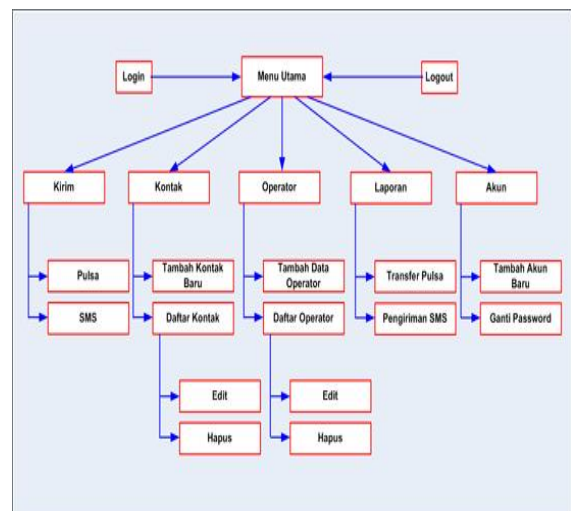 Login
Menu Utama
Logout
Kirim
Kontak
Operator
Laporan
Akun
Pulsa
Tambah Kontak
Baru
Tambah Data
Operator
Transfer Pulsa
Tambah Akun
Baru
SMS
Daftar Kontak
Daftar Operator
Pengiriman SMS
Ganti Password
Edit
Edit
Hapus
Hapus